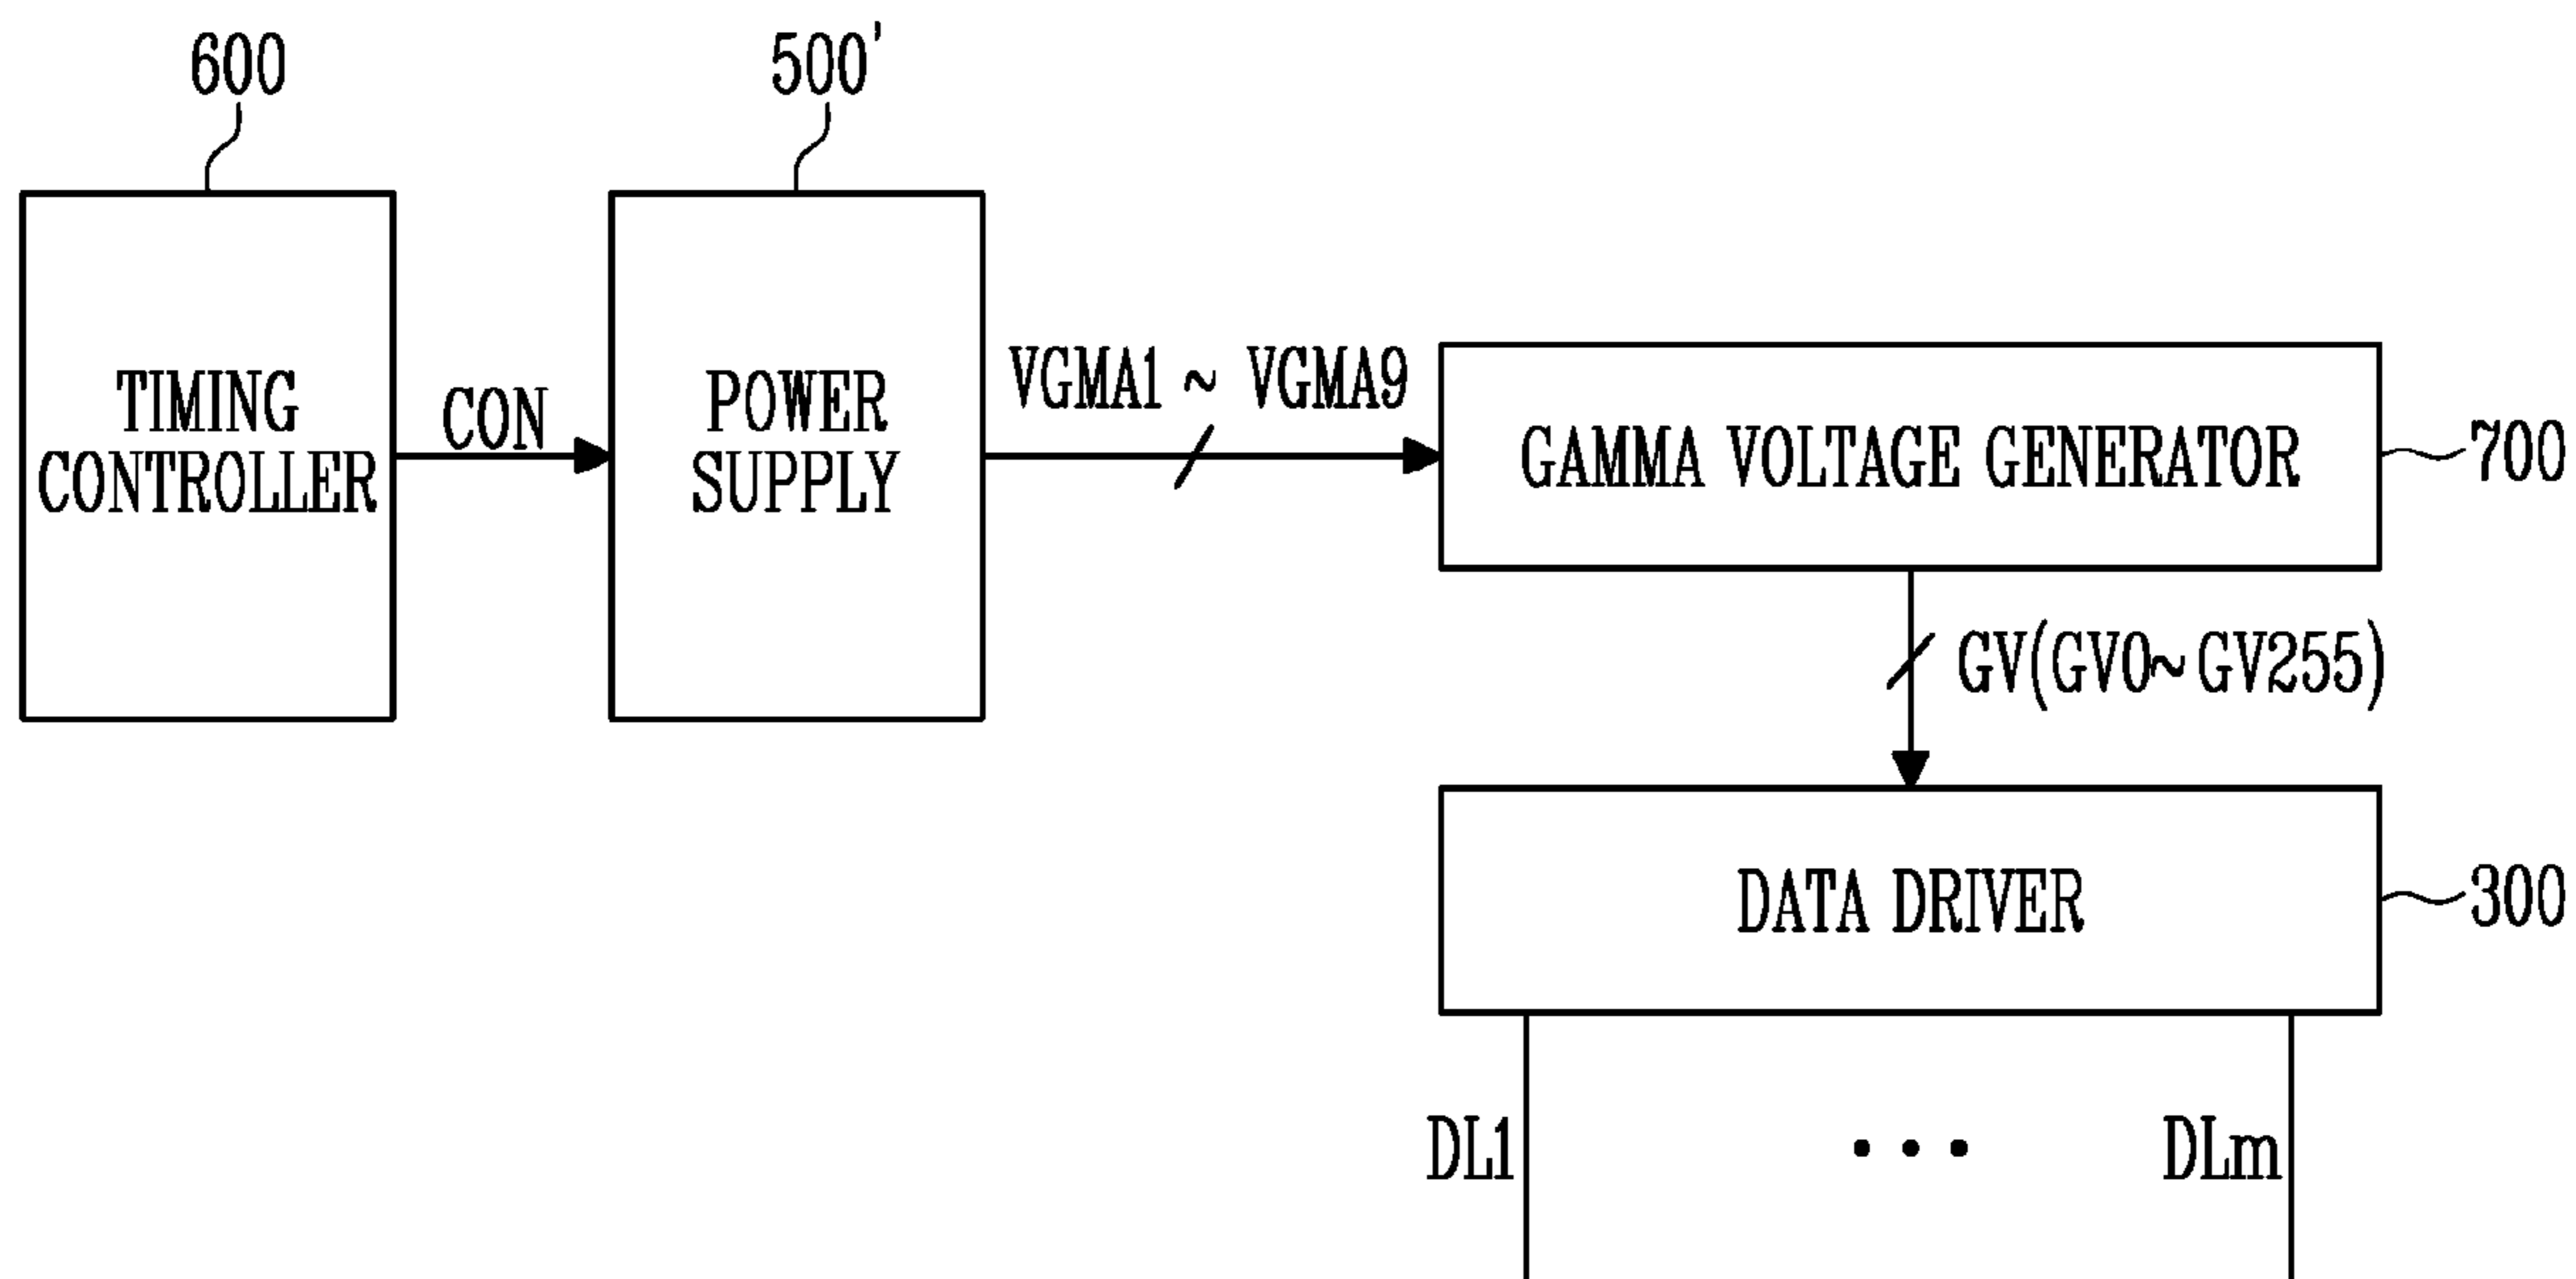 600
500'
TIMING
CONTROLLER
CON
POWER
SUPPLY
VGMA1 ~ VGMA9
GAMMA VOLTAGE GENERATOR
700
GV(GV0~GV255)
DATA DRIVER
300
DL1
• • •
DLm